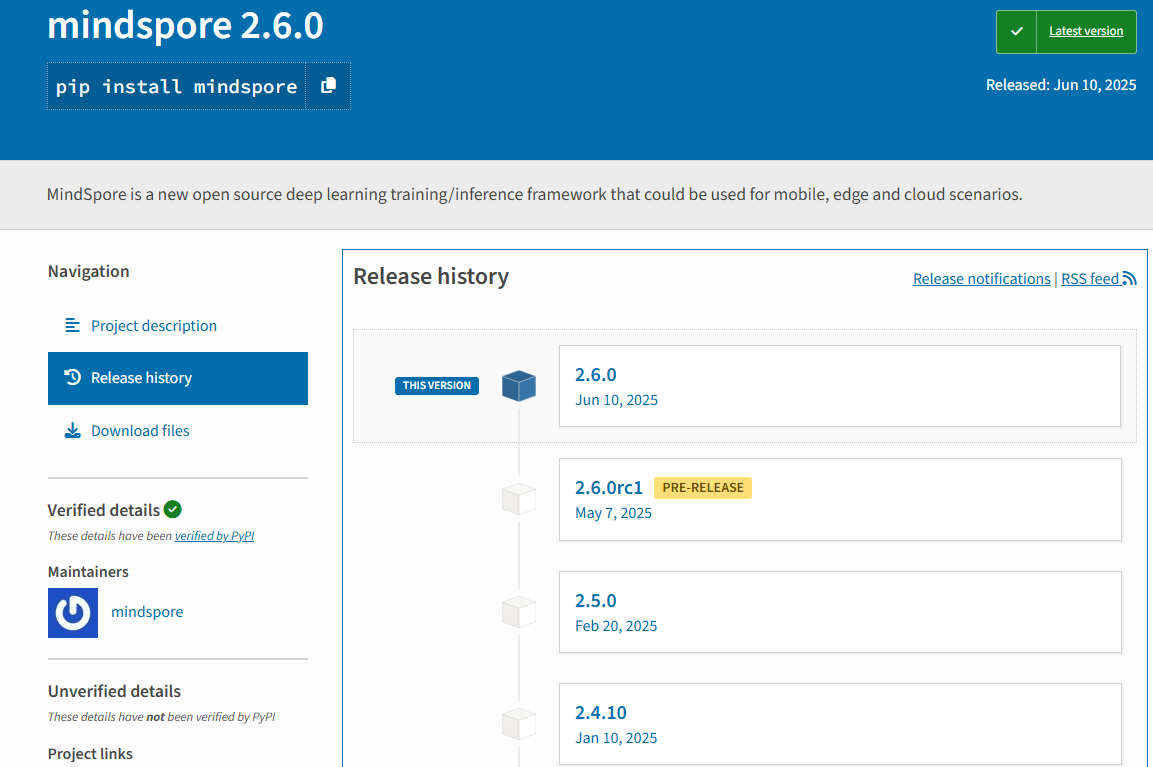 mindspore 2.6.0
Latest version
pip install mindspore
Released: Jun 10, 2025
MindSpore is a new open source deep learning training/inference framework that could be used for mobile, edge and cloud scenarios.
Navigation
Project description
Release history
Download files
Verified details
These details have been verified by PyPI
Maintainers
mindspore
Unverified details
These details have not been verified by PyPI
Project links
Release history
Release notifications | RSS feed
THIS VERSION
2.6.0
Jun 10, 2025
2.6.0rc1 PRE-RELEASE
May 7, 2025
2.5.0
Feb 20, 2025
2.4.10
Jan 10, 2025